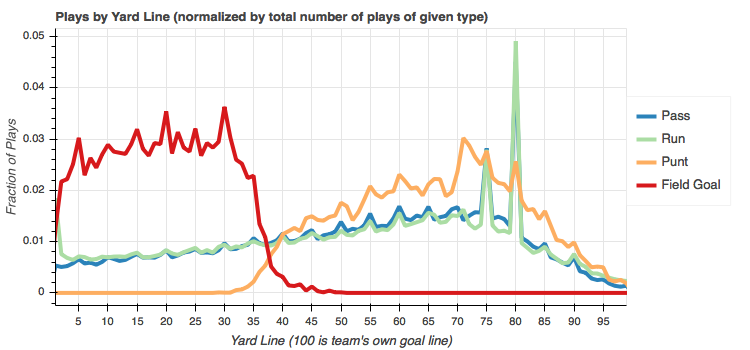 Plays by Yard Line (normalized by total number of plays of given type)
Fraction of Plays
0.05
0.04
0.03
0.02
0.01
0
5 10 15 20 25 30 35 40 45 50 55 60 65 70 75 80 85 90 95
Yard Line (100 is team's own goal line)
Pass
Run
Punt
Field Goal